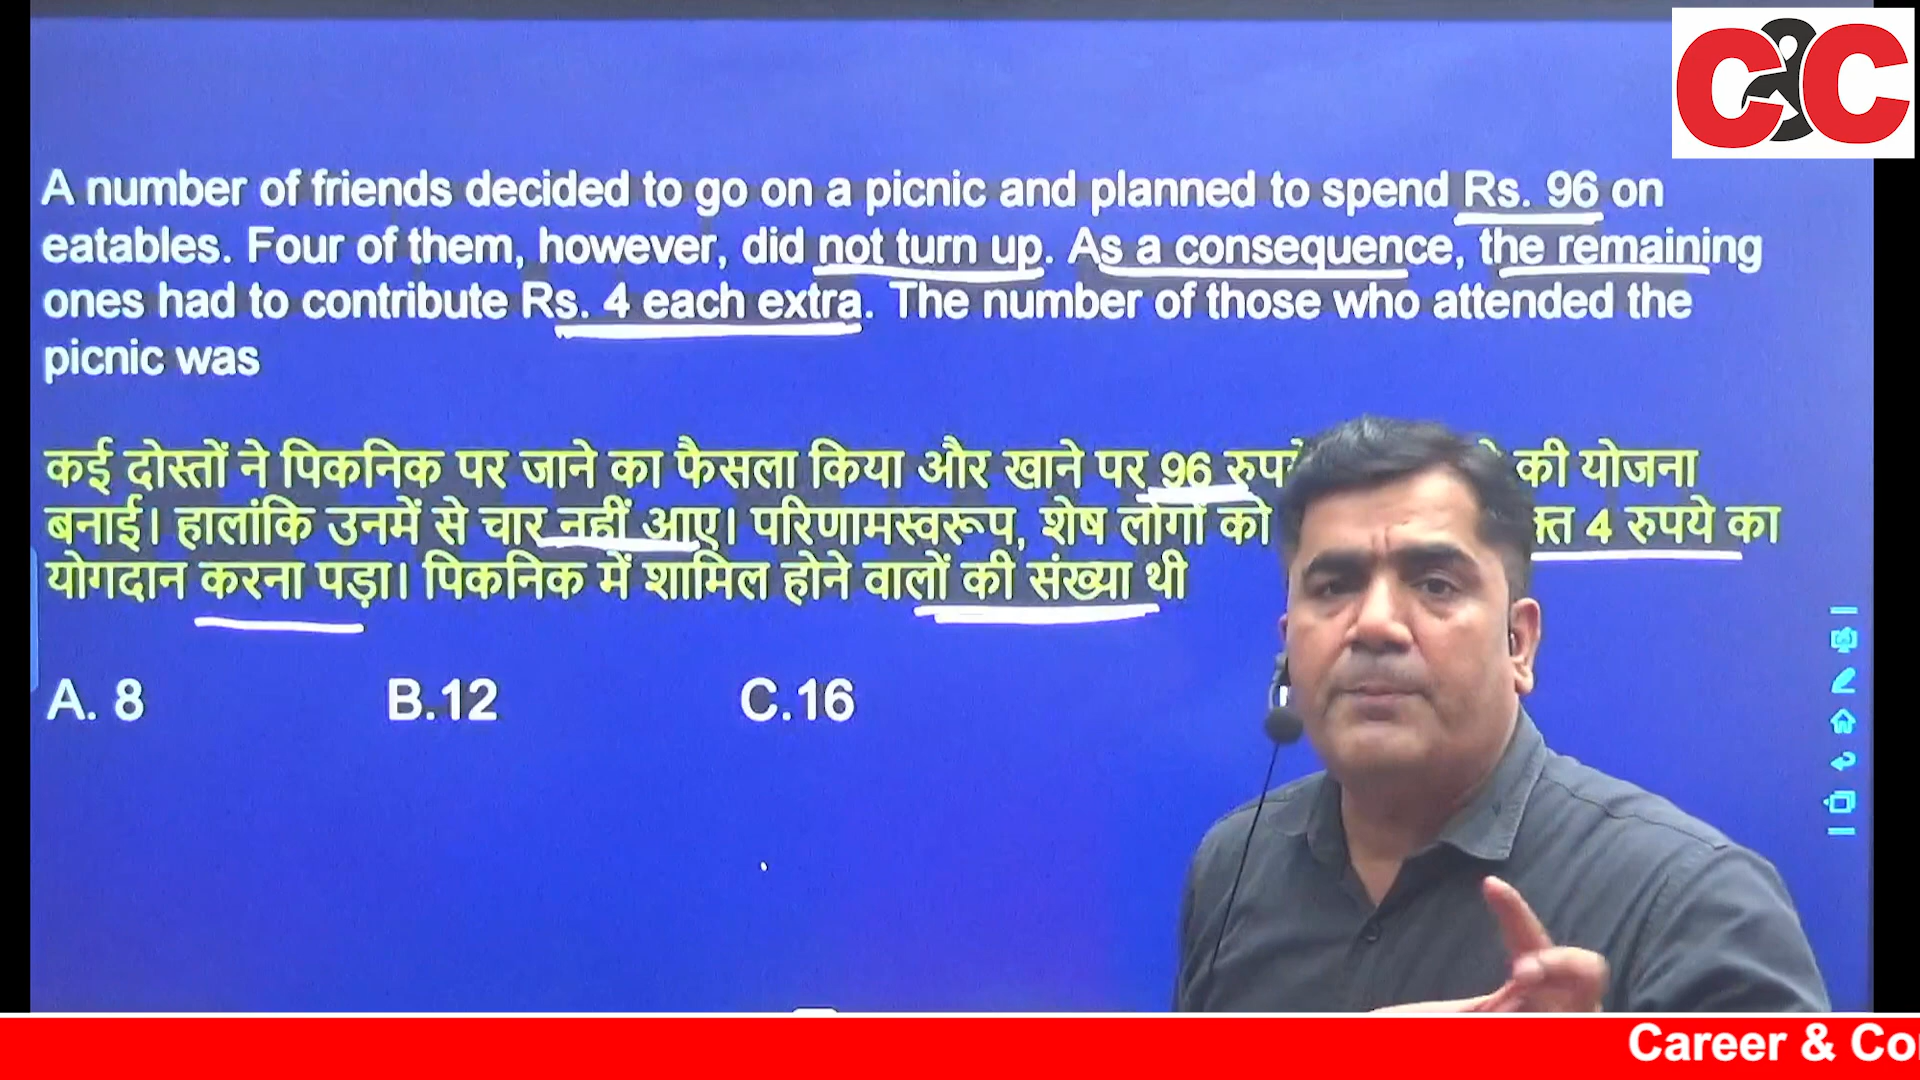 C3C
A number of friends decided to go on a picnic and planned to spend Rs. 96 on
eatables. Four of them, however, did not turn up. As a consequence, the remaining
ones had to contribute Rs. 4 each extra. The number of those who attended the
picnic was
कई दोस्तों ने पिकनिक पर जाने का फैसला किया और खाने पर 96 की योजना
बनाई। हालांकि उनमें से चार नहीं आए। परिणामस्वरूप, शेष लोगों को 4 रुपये का
योगदान करना पड़ा। पिकनिक में शामिल होने वालों की संख्या थी
A. 8 B.12 C.16
Career &